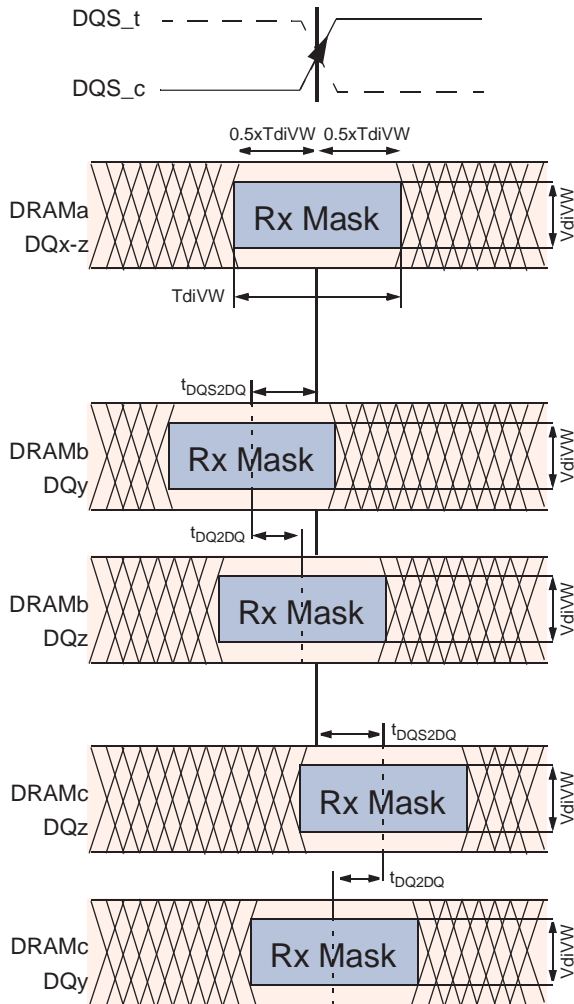 DQS_t
DQS_c
0.5xTdiVW 0.5xTdiVW
DRAMa
DQx-z
Rx Mask
VdiVW
TdiVW
tDQS2DQ
DRAMb
DQy
Rx Mask
VdiVW
tDQ2DQ
DRAMb
DQz
Rx Mask
VdiVW
tDQS2DQ
DRAMc
DQz
Rx Mask
VdiVW
tDQ2DQ
DRAMc
DQy
Rx Mask
VdiVW